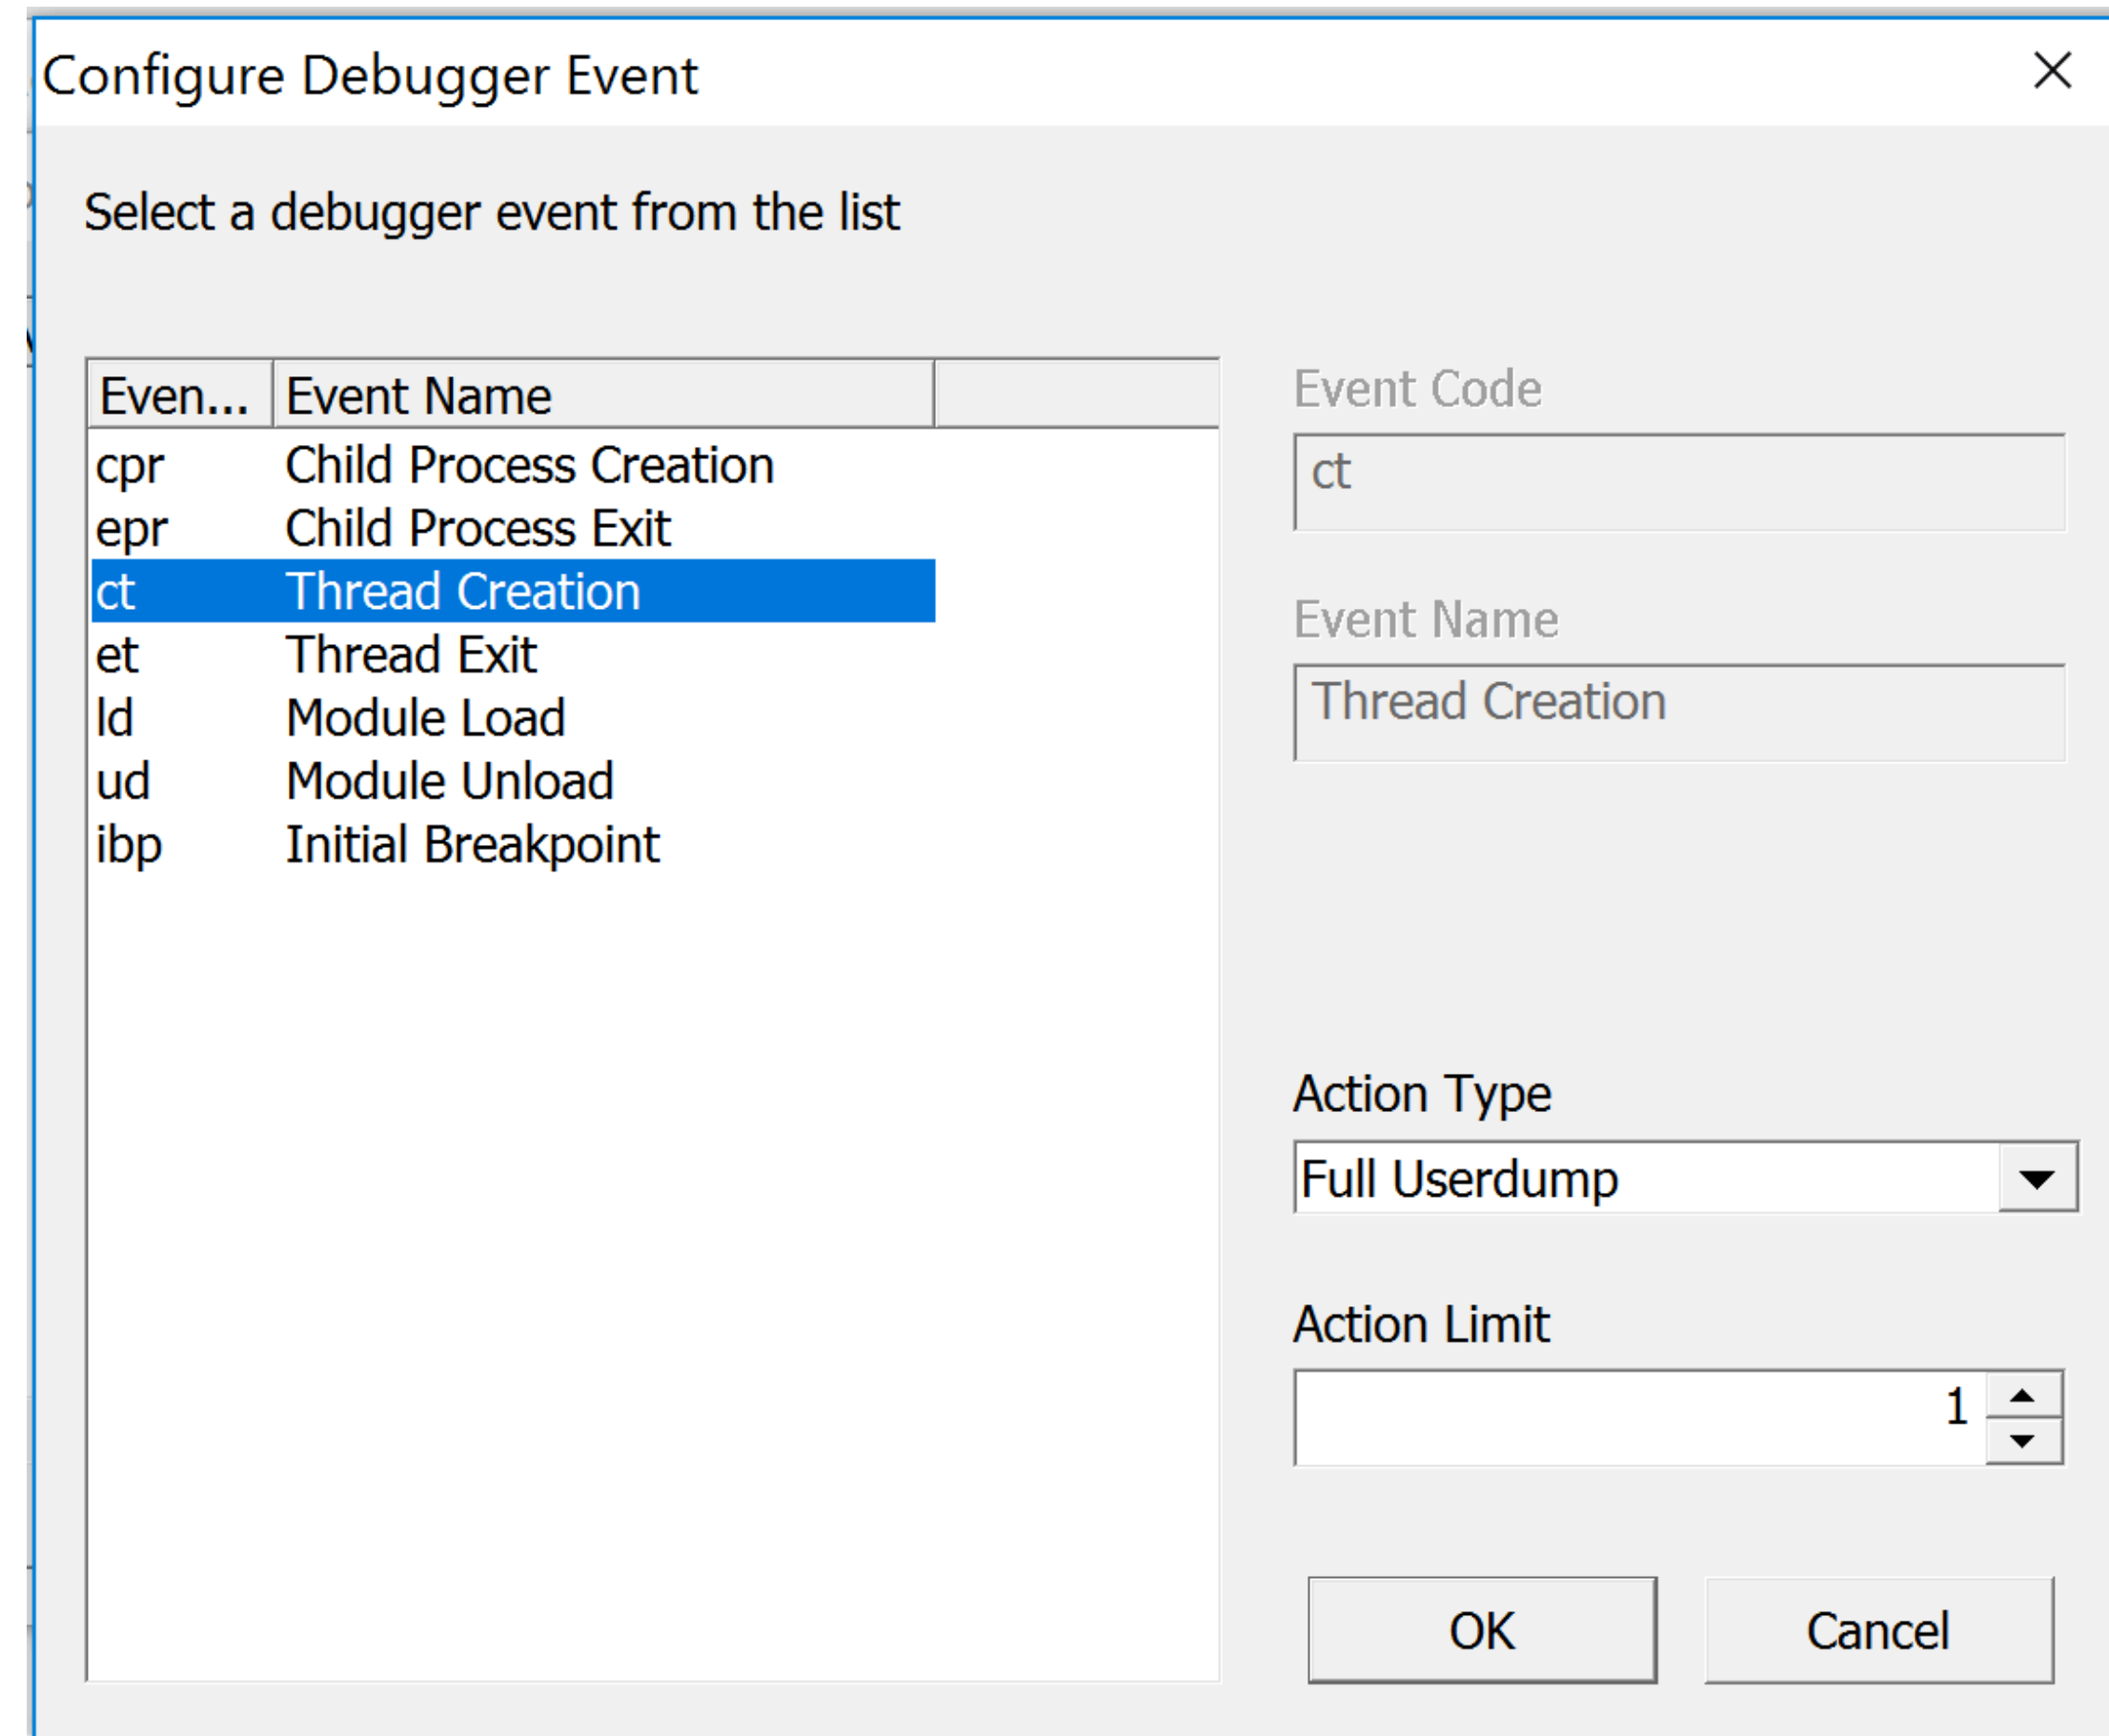 Configure Debugger Event
Select a debugger event from the list
Even... Event Name
cpr Child Process Creation
epr Child Process Exit
ct Thread Creation
et Thread Exit
ld Module Load
ud Module Unload
ibp Initial Breakpoint
Event Code
ct
Event Name
Thread Creation
Action Type
Full Userdump
Action Limit
1
OK Cancel